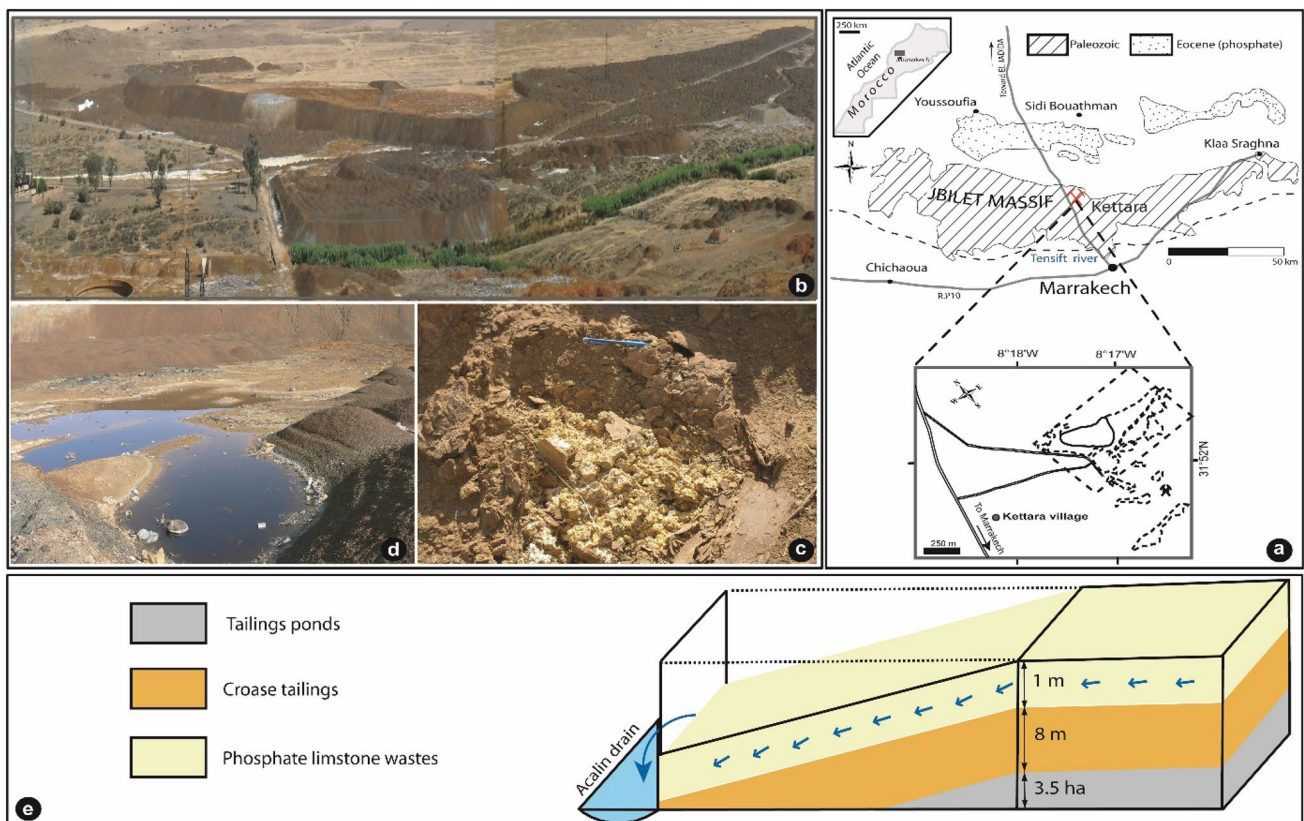 b
d
c
250 km
Atlantic
Ocean
Marrakech
Morocco
Paleozoic
Eocene (phosphate)
Toward EL JADIDA
Youssoufia
Sidi Bouathman
Klaa Sraghna
N
JBILET MASSIF
Kettara
Tensift river
0
50 km
Chichaoua
R.P10
Marrakech
8°18'W
8°17'W
N
E
W
S
31°52'N
Kettara village
To Marrakech
250 m
a
Tailings ponds
Croase tailings
Phosphate limstone wastes
Acalin drain
1 m
8 m
3.5 ha
e